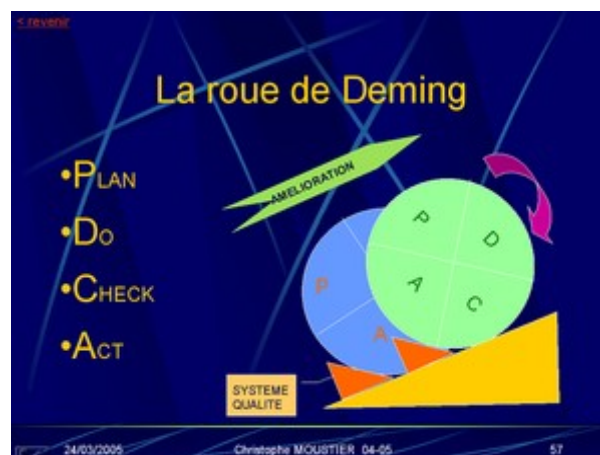 < revenir
La roue de Deming
•PLAN
•DO
•CHECK
•ACT
AMELIORATION
P
D
A
C
P
A
SYSTEME
QUALITE
24/03/2005 Christophe MOUSTIER 04-05 57